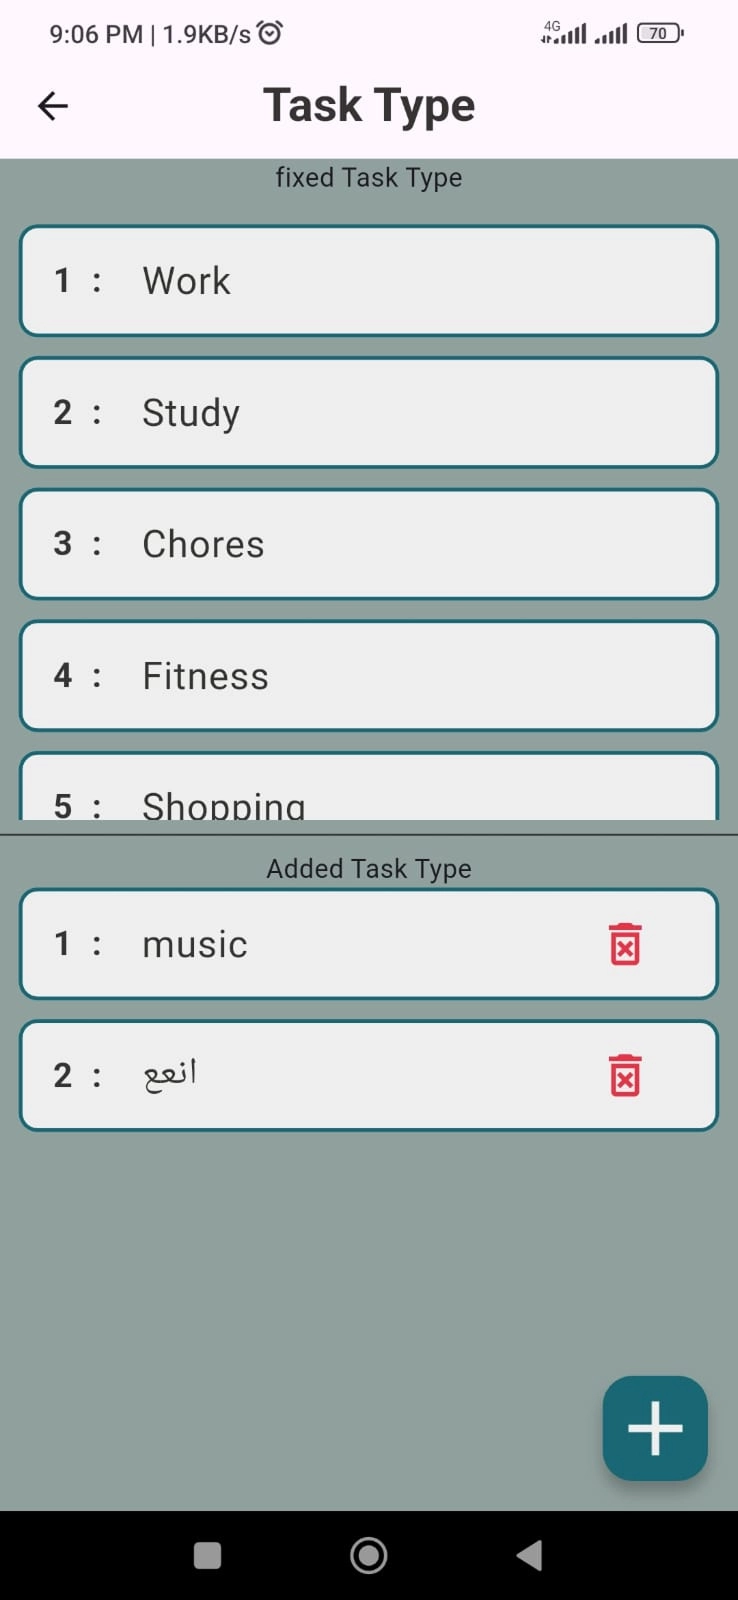 9:06 PM | 1.9KB/s
4G
70
Task Type
fixed Task Type
1 : Work
2 : Study
3 : Chores
4 : Fitness
5 : Shopping
Added Task Type
1 : music
2 : انعع